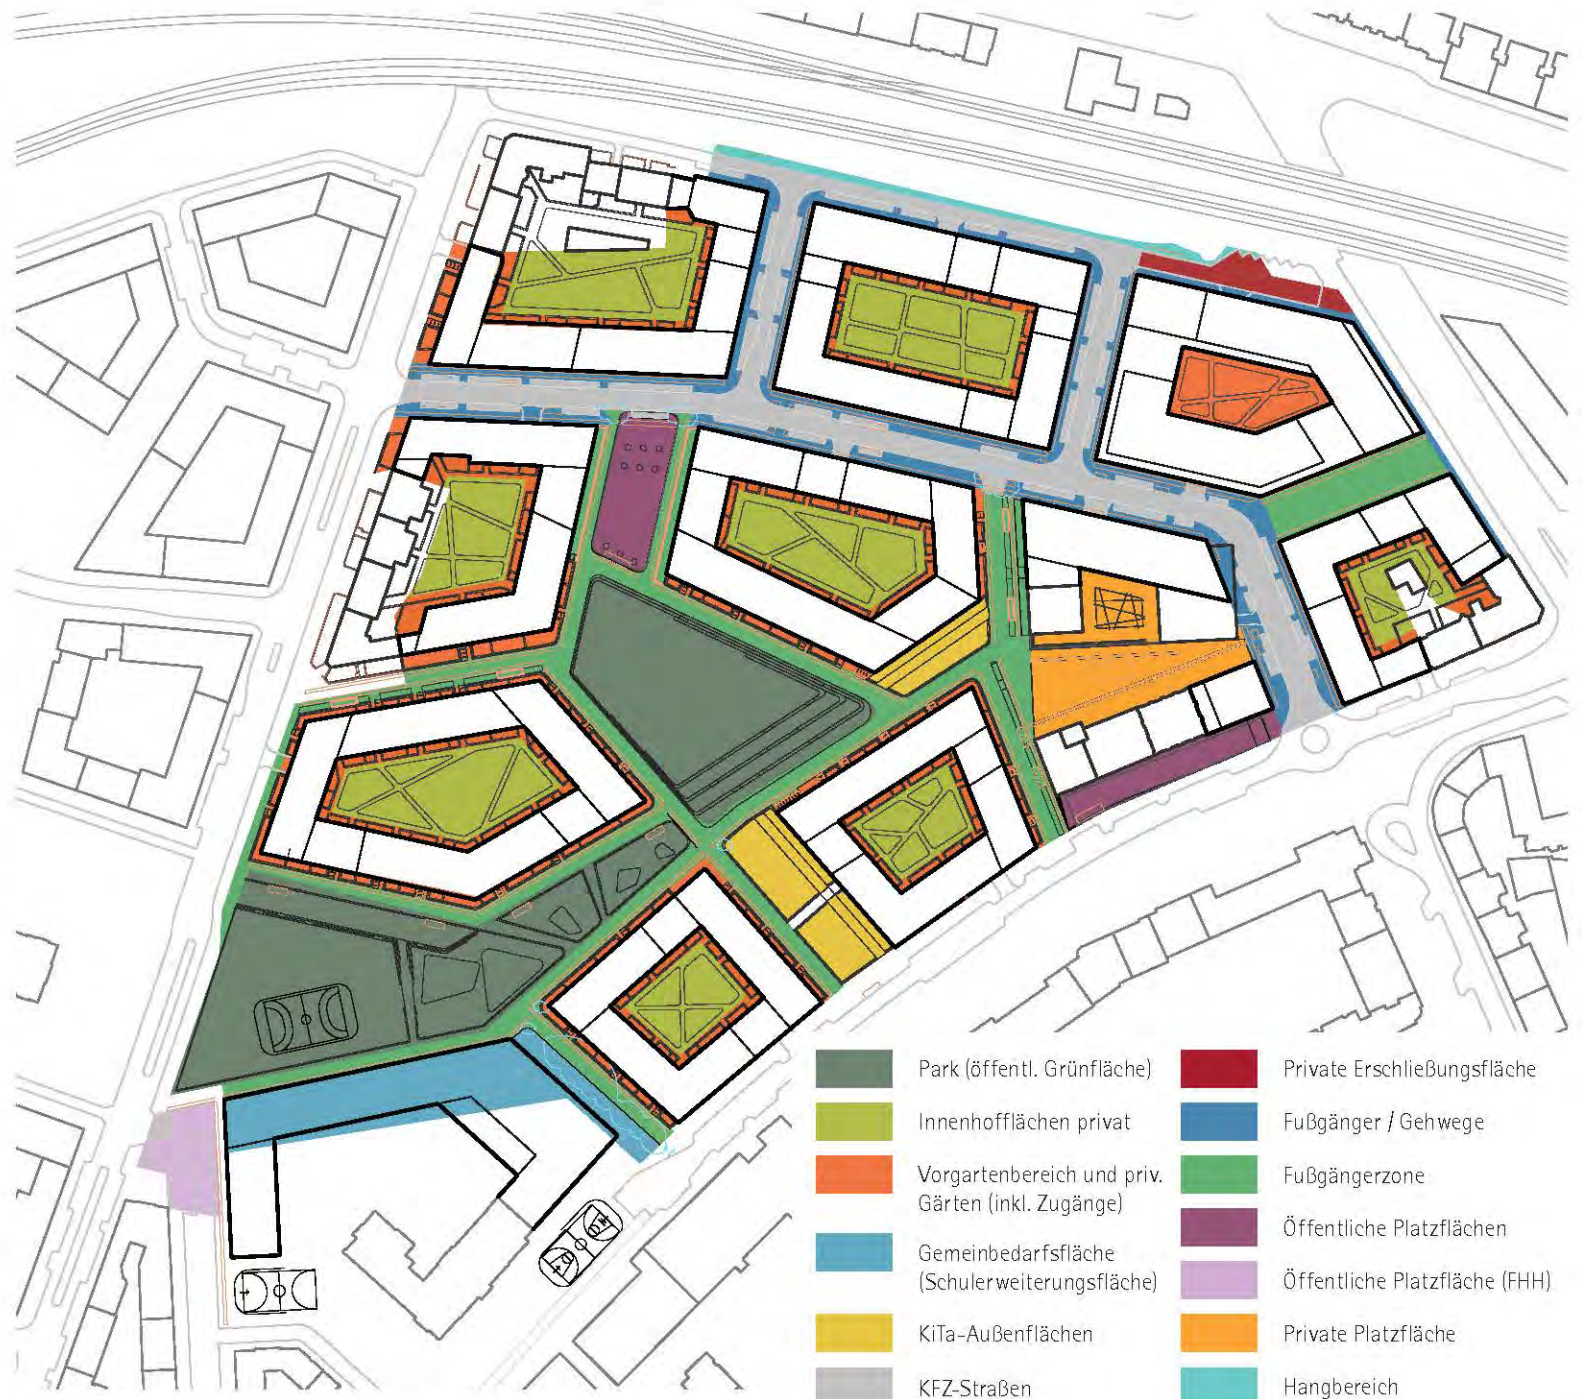 Park (öffentl. Grünfläche)
Innenhofflächen privat
Vorgartenbereich und priv.
Gärten (inkl. Zugänge)
Gemeinbedarfsfläche
(Schulerweiterungsfläche)
KiTa-Außenflächen
KFZ-Straßen
Private Erschließungsfläche
Fußgänger / Gehwege
Fußgängerzone
Öffentliche Platzflächen
Öffentliche Platzfläche (FHH)
Private Platzfläche
Hangbereich